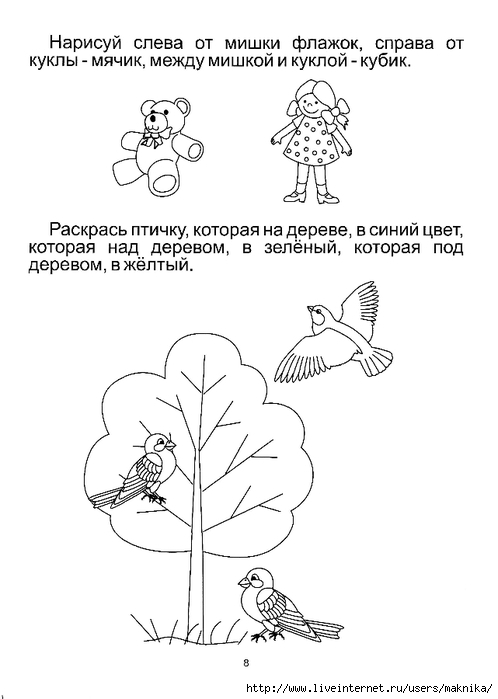 Нарисуй слева от мишки флажок, справа от
куклы - мячик, между мишкой и куклой - кубик.
Раскрась птичку, которая на дереве, в синий цвет,
которая над деревом, в зелёный, которая под
деревом, в жёлтый.
8
http://www.liveinternet.ru/users/maknika/